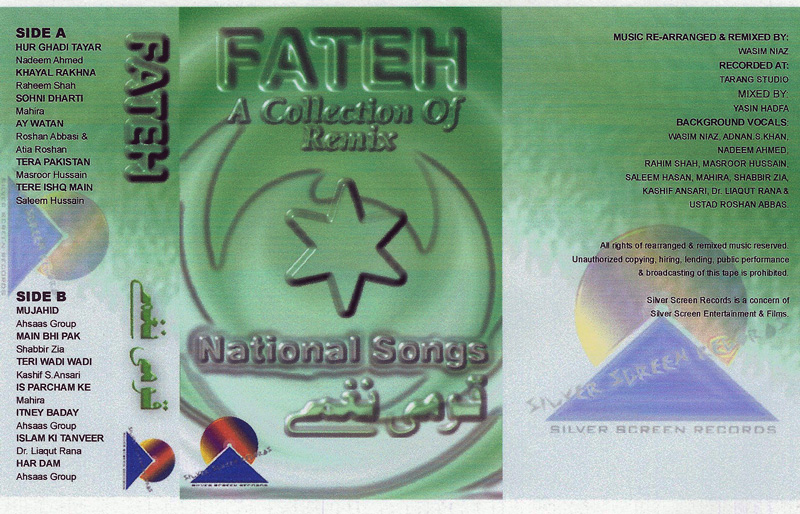 SIDE A
HUR GHADI TAYAR
Nadeem Ahmed
KHAYAL RAKHNA
Raheem Shah
SOHNI DHARTI
Mahira
AY WATAN
Roshan Abbasi &
Atia Roshan
TERA PAKISTAN
Masroor Hussain
TERE ISHQ MAIN
Saleem Hussain
SILVER SCREEN RECORDS
SIDE B
MUJAHID
Ahsaas Group
MAIN BHI PAK
Shabbir Zia
TERI WADI WADI
Kashif S.Ansari
IS PARCHAM KE
Mahira
ITNEY BADAY
Ahsaas Group
ISLAM KI TANVEER
Dr. Liaqut Rana
HAR DAM
Ahsaas Group
FATEH
قومی نغمے
FATEH
A Collection Of
Remix
National Songs
قومی نغمے
SILVER SCREEN RECORDS
MUSIC RE-ARRANGED & REMIXED BY:
WASIM NIAZ
RECORDED AT:
TARANG STUDIO
MIXED BY:
YASIN HADFA
BACKGROUND VOCALS:
WASIM NIAZ, ADNAN.S.KHAN,
NADEEM AHMED,
RAHIM SHAH, MASROOR HUSSAIN,
SALEEM HASAN, MAHIRA, SHABBIR ZIA,
KASHIF ANSARI, Dr. LIAQUT RANA &
USTAD ROSHAN ABBAS.
All rights of rearranged & remixed music reserved.
Unauthorized copying, hiring, lending, public performance
& broadcasting of this tape is prohibited.
Silver Screen Records is a concern of
Silver Screen Entertainment & Films.
SILVER SCREEN RECORDS
SILVER SCREEN RECORDS